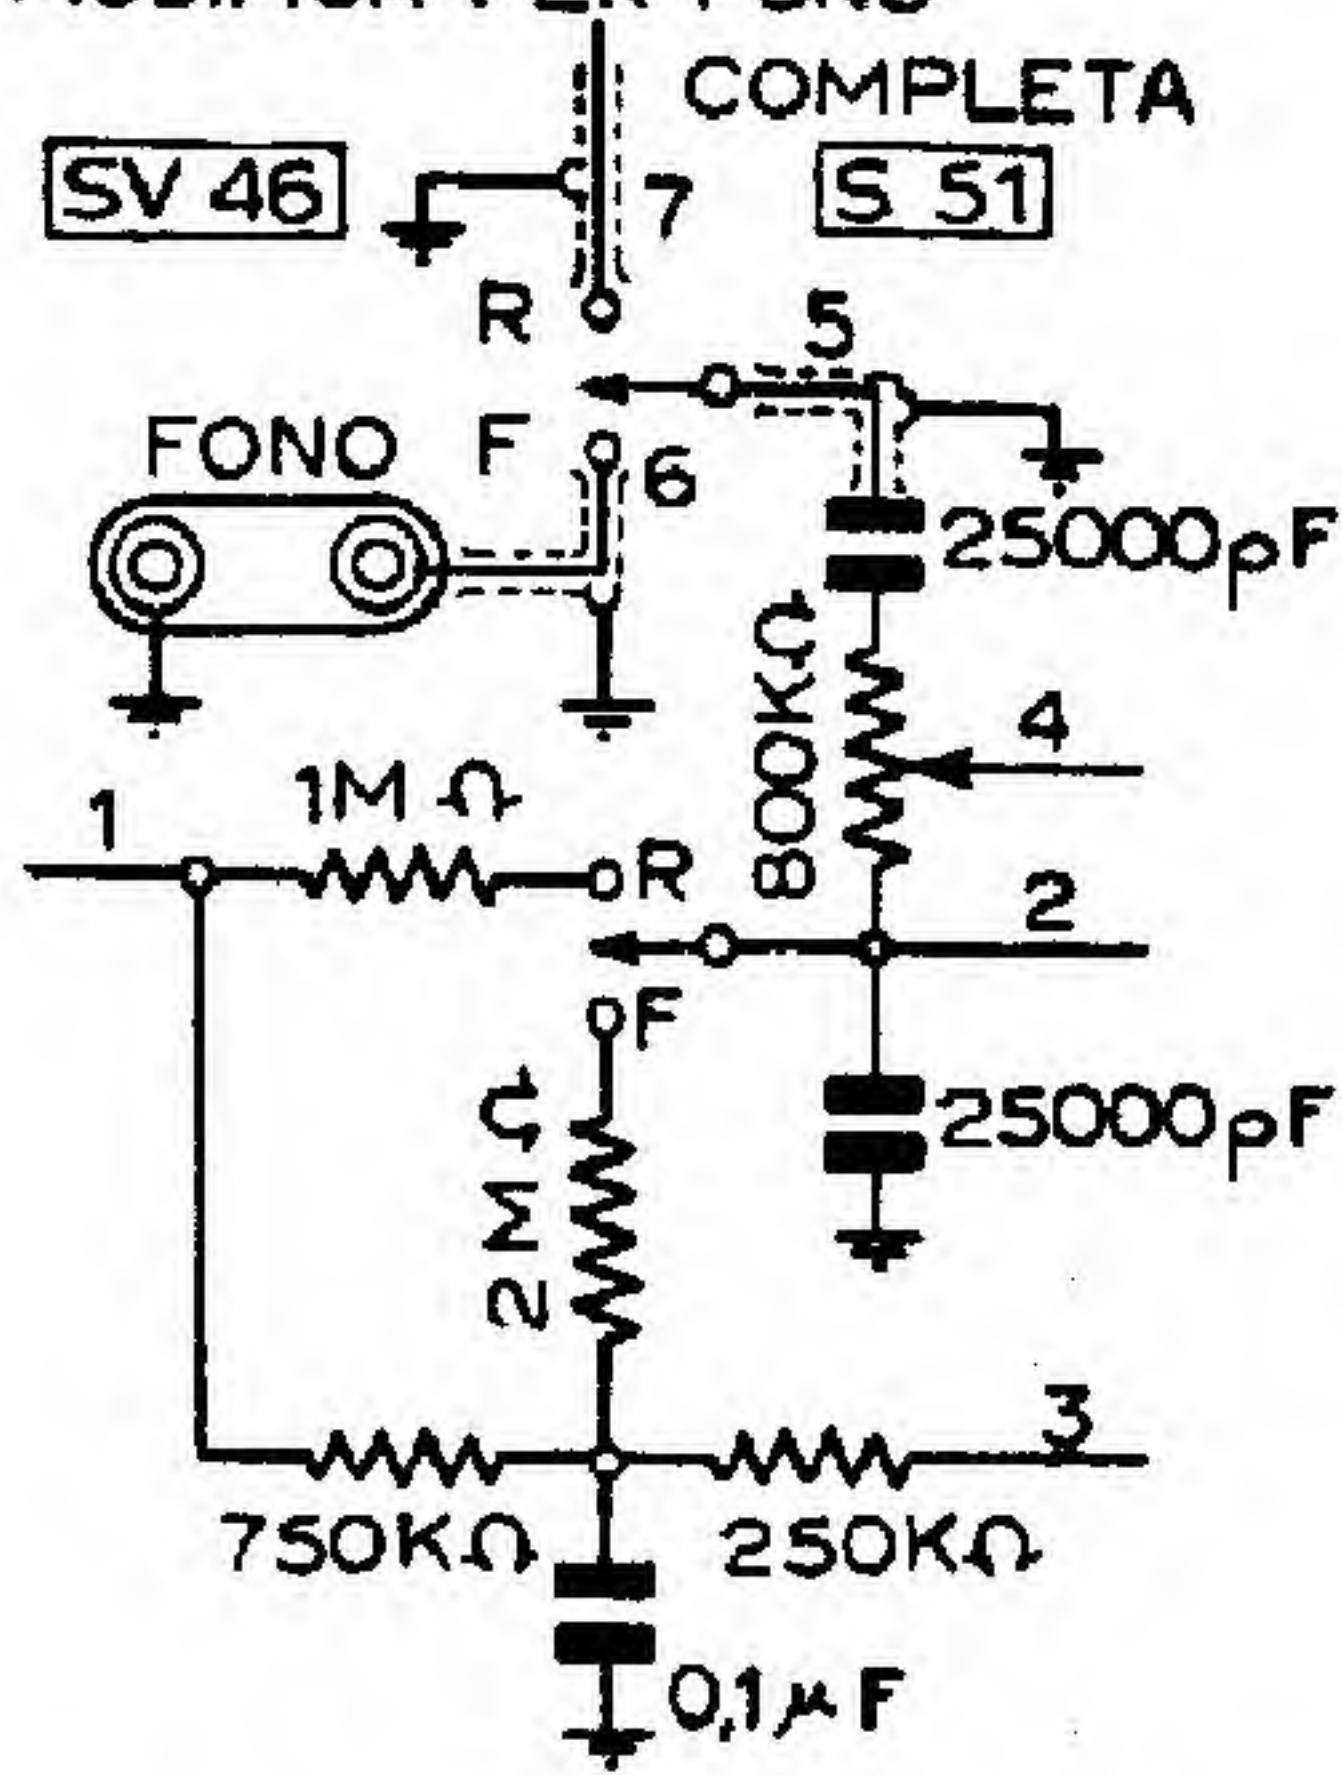 COMPLETA
SV 46
7
S 51
R
5
FONO
F
6
25000pF
800KΩ
4
1
1MΩ
R
2
F
25000pF
2MΩ
3
750KΩ
250KΩ
0,1μF